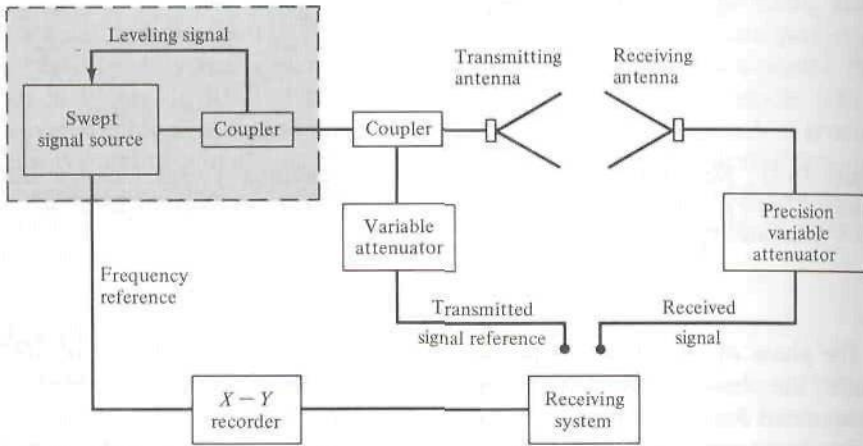 Leveling signal
Swept
signal source
Coupler
Coupler
Transmitting
antenna
Receiving
antenna
Variable
attenuator
Precision
variable
attenuator
Frequency
reference
Transmitted
signal reference
Received
signal
X – Y
recorder
Receiving
system